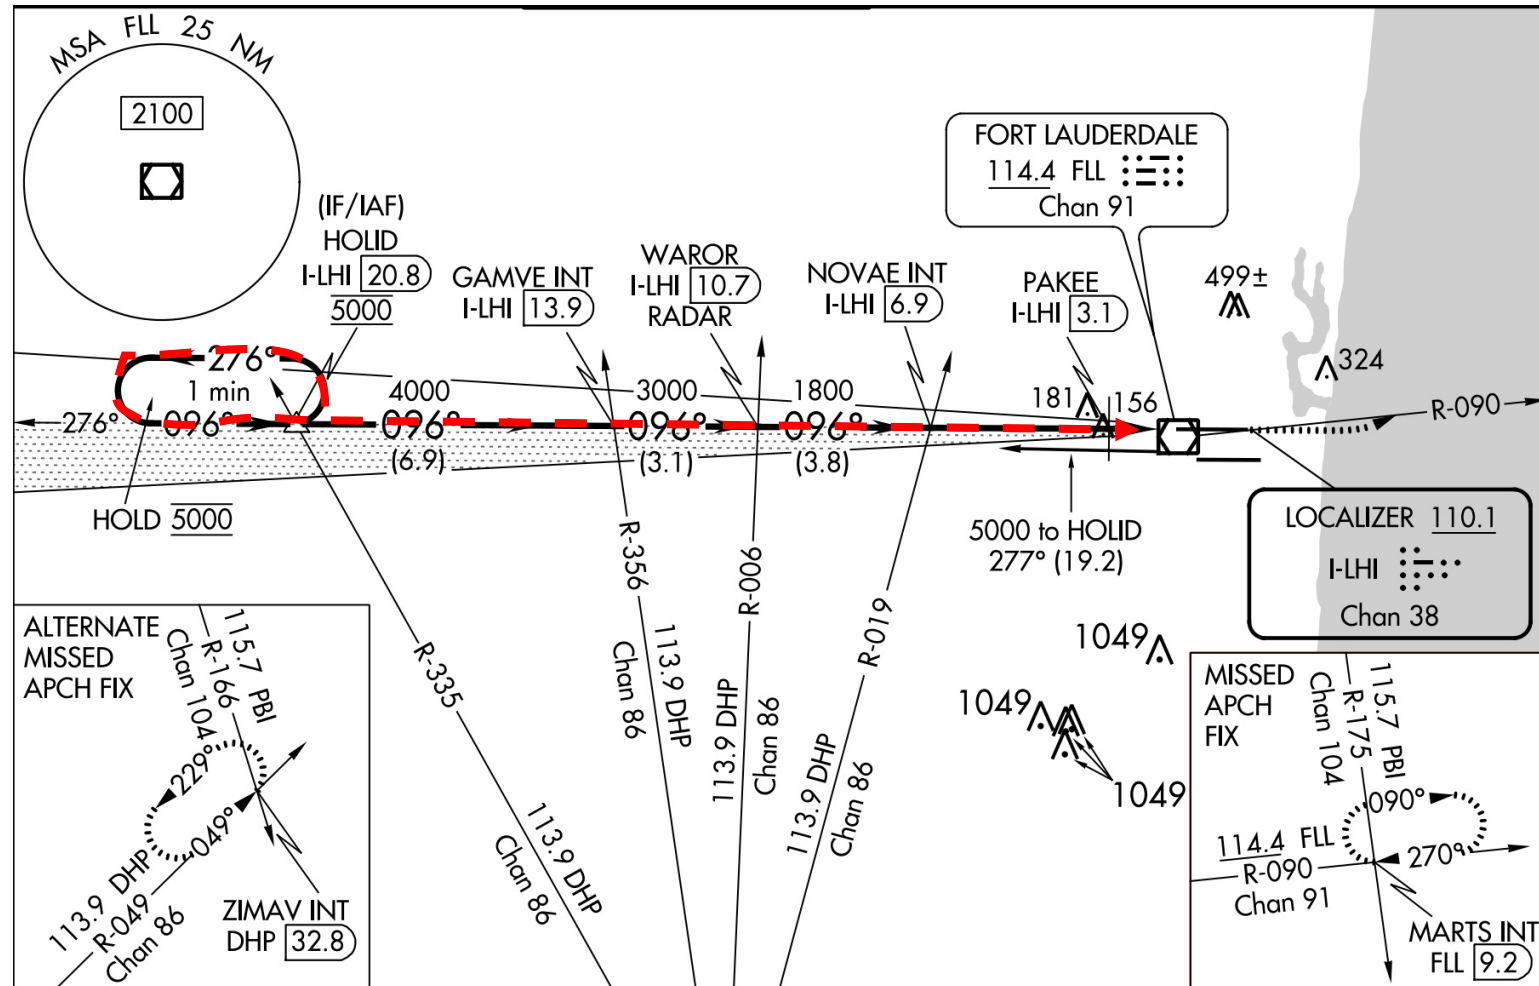 MSA FLL 25 NM
2100
(IF/IAF)
HOLID
I-LHI 20.8
5000
GAMVE INT
I-LHI 13.9
WAROR
I-LHI 10.7
RADAR
NOVAE INT
I-LHI 6.9
PAKEE
I-LHI 3.1
FORT LAUDERDALE
114.4 FLL
Chan 91
499±
324
181
156
276°
1 min
276°
096°
4000
096°
(6.9)
3000
096°
(3.1)
1800
096°
(3.8)
R-090
HOLD 5000
5000 to HOLID
277° (19.2)
LOCALIZER 110.1
I-LHI
Chan 38
R-335
113.9 DHP
Chan 86
R-356
113.9 DHP
Chan 86
R-006
113.9 DHP
Chan 86
R-019
113.9 DHP
Chan 86
1049
1049
1049
ALTERNATE
MISSED
APCH FIX
115.7 PBI
R-166
Chan 104
229°
049°
113.9 DHP
R-049
Chan 86
ZIMAV INT
DHP 32.8
MISSED
APCH
FIX
115.7 PBI
R-175
Chan 104
090°
270°
114.4 FLL
R-090
Chan 91
MARTS INT
FLL 9.2